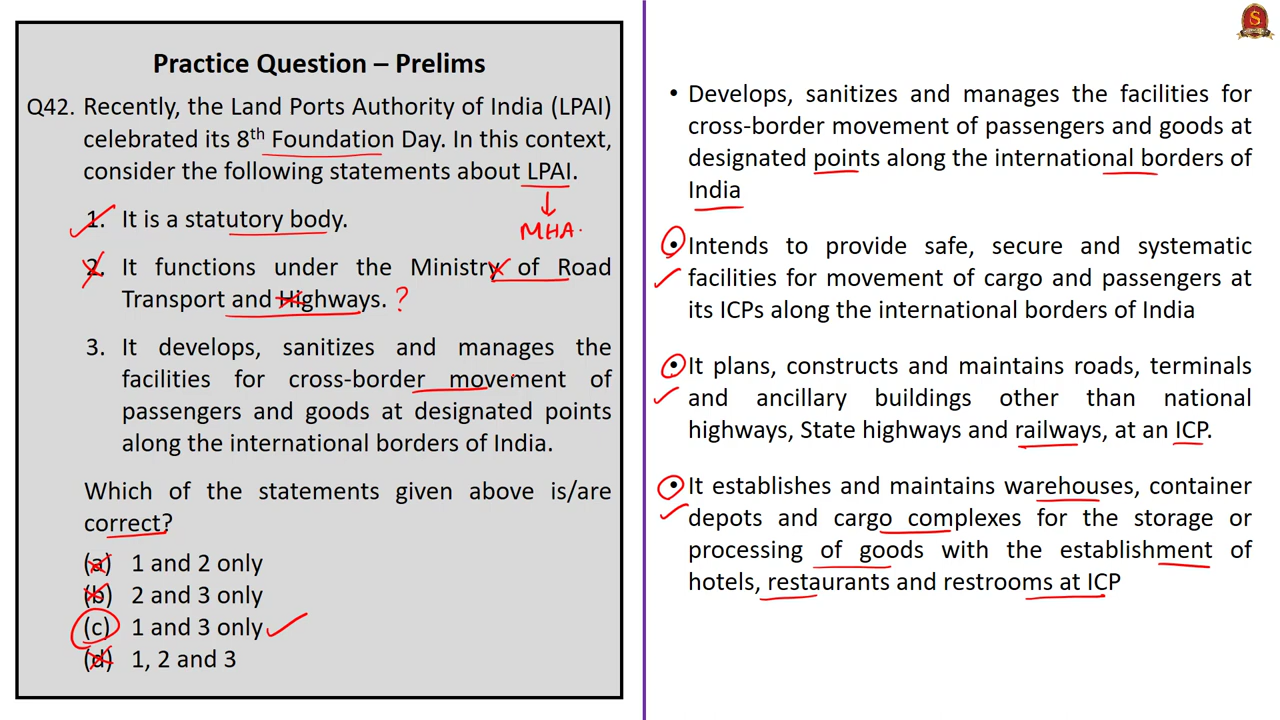 Practice Question – Prelims
Q42. Recently, the Land Ports Authority of India (LPAI)
celebrated its 8th Foundation Day. In this context,
consider the following statements about LPAI.
1. It is a statutory body.
MHA.
2. It functions under the Ministry of Road
Transport and Highways. ?
3. It develops, sanitizes and manages the
facilities for cross-border movement of
passengers and goods at designated points
along the international borders of India.
Which of the statements given above is/are
correct?
(a) 1 and 2 only
(b) 2 and 3 only
(c) 1 and 3 only
(d) 1, 2 and 3
S
• Develops, sanitizes and manages the facilities for
cross-border movement of passengers and goods at
designated points along the international borders of
India
• Intends to provide safe, secure and systematic
facilities for movement of cargo and passengers at
its ICPs along the international borders of India
• It plans, constructs and maintains roads, terminals
and ancillary buildings other than national
highways, State highways and railways, at an ICP.
• It establishes and maintains warehouses, container
depots and cargo complexes for the storage or
processing of goods with the establishment of
hotels, restaurants and restrooms at ICP